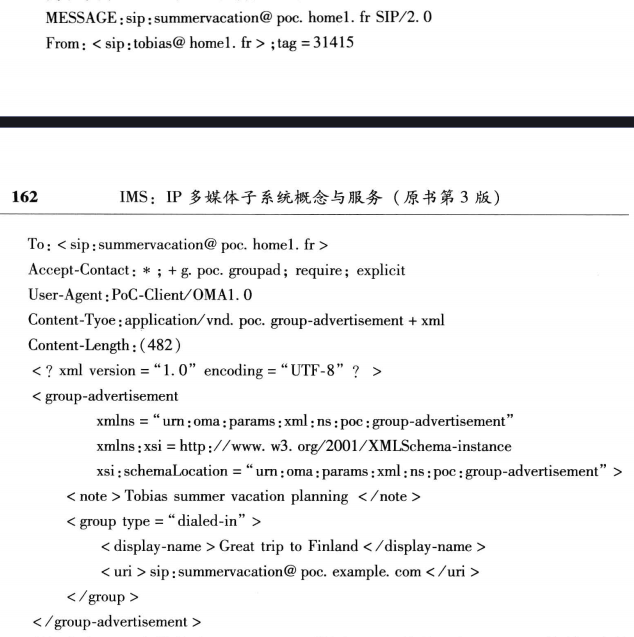 MESSAGE:sip:summervacation@ poc. home1. fr SIP/2. 0
From: < sip:tobias@ home1. fr > ;tag = 31415
162 IMS: IP 多媒体子系统概念与服务 (原书第 3 版)
To: < sip:summervacation@ poc. home1. fr >
Accept-Contact: * ; + g. poc. groupad; require; explicit
User-Agent:PoC-Client/OMA1. 0
Content-Tyoe:application/vnd. poc. group-advertisement + xml
Content-Length:(482)
< ? xml version = “1. 0” encoding = “UTF-8” ? >
< group-advertisement
xmlns = “urn:oma:params:xml:ns:poc:group-advertisement”
xmlns:xsi = http://www. w3. org/2001/XMLSchema-instance
xsi:schemaLocation = “urn:oma:params:xml:ns:poc:group-advertisement” >
< note > Tobias summer vacation planning </note >
< group type = “dialed-in” >
< display-name > Great trip to Finland </display-name >
< uri > sip:summervacation@ poc. example. com </uri >
</group >
</group-advertisement >